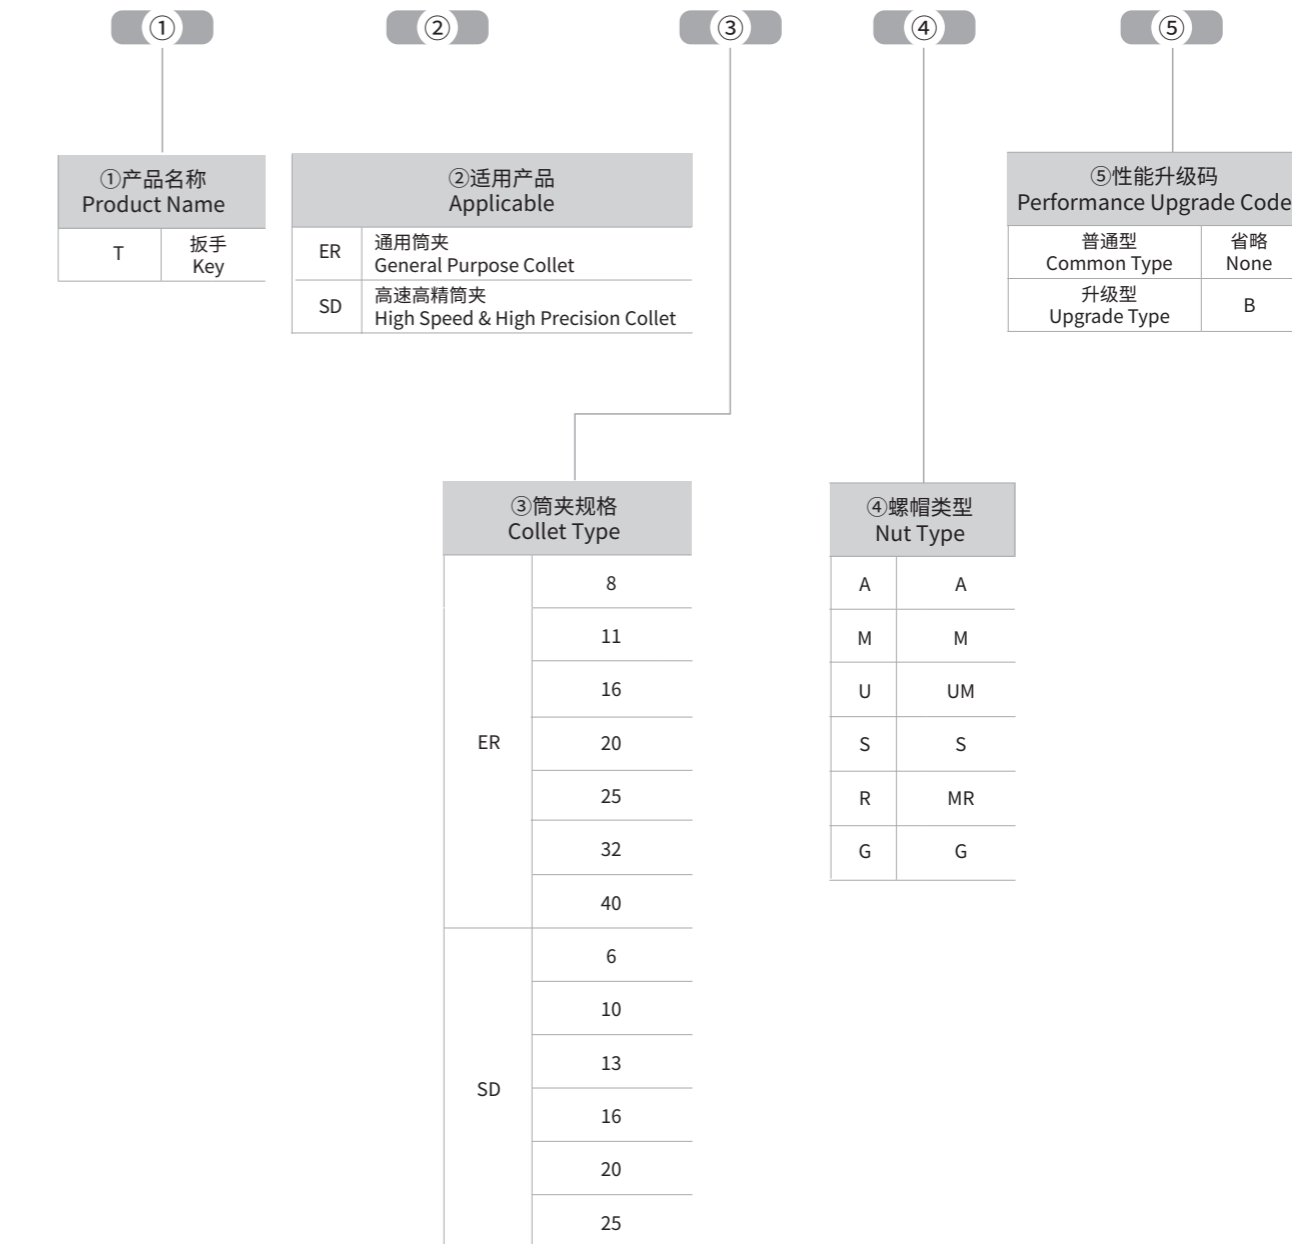 ① ② ③ ④ ⑤
①产品名称
Product Name
T 扳手
Key
②适用产品
Applicable
ER 通用筒夹
General Purpose Collet
SD 高速高精筒夹
High Speed & High Precision Collet
⑤性能升级码
Performance Upgrade Code
普通型 省略
Common Type None
升级型
Upgrade Type B
③筒夹规格
Collet Type
ER
8
11
16
20
25
32
40
SD
6
10
13
16
20
25
④螺帽类型
Nut Type
A A
M M
U UM
S S
R MR
G G